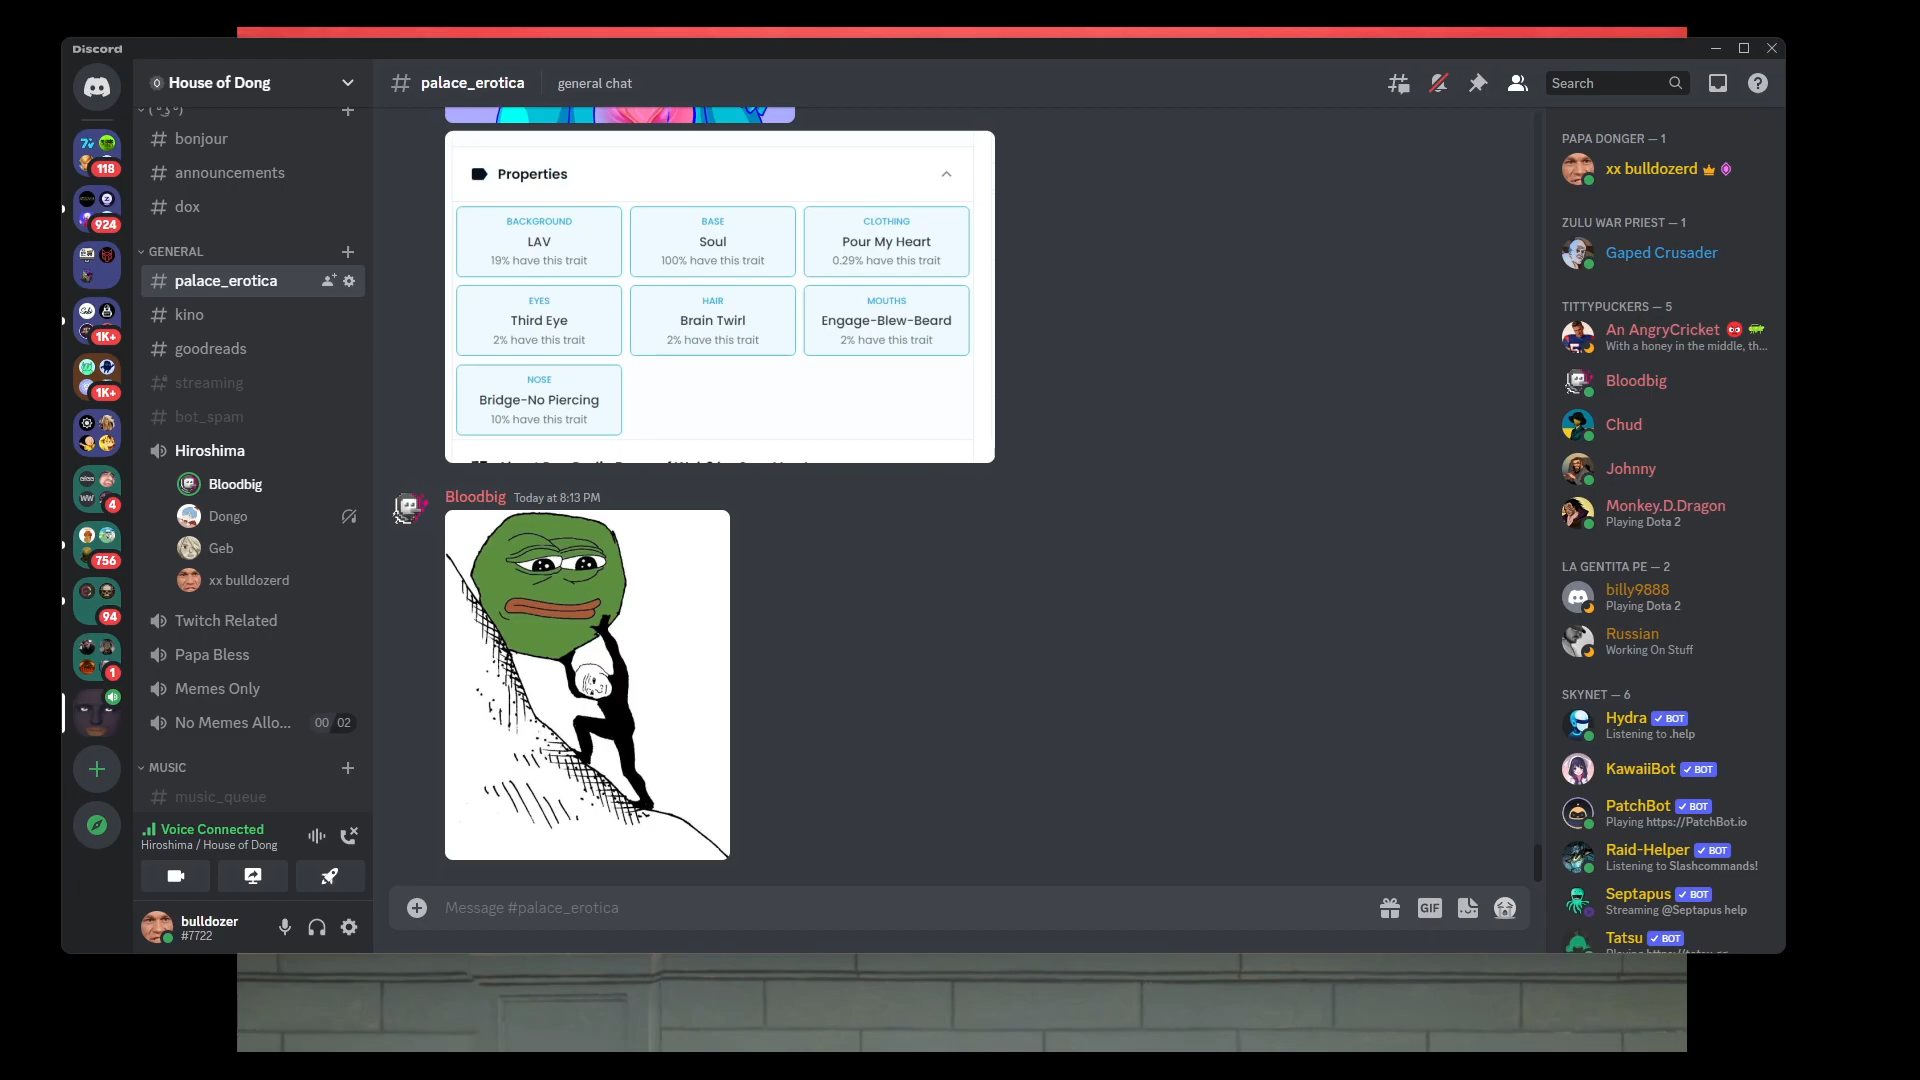 Discord
House of Dong
bonjour
announcements
dox
GENERAL
palace_erotica
kino
goodreads
streaming
bot_spam
Hiroshima
Bloodbig
Dongo
Geb
xx bulldozerd
Twitch Related
Papa Bless
Memes Only
No Memes Allo... 00 02
MUSIC
music_queue
Voice Connected
Hiroshima / House of Dong
bulldozer
#7722
118
924
1K+
1K+
4
756
94
1
palace_erotica general chat
Search
Properties
BACKGROUND
LAV
19% have this trait
BASE
Soul
100% have this trait
CLOTHING
Pour My Heart
0.29% have this trait
EYES
Third Eye
2% have this trait
HAIR
Brain Twirl
2% have this trait
MOUTHS
Engage-Blew-Beard
2% have this trait
NOSE
Bridge-No Piercing
10% have this trait
Bloodbig Today at 8:13 PM
Message #palace_erotica
GIF
PAPA DONGER — 1
xx bulldozerd
ZULU WAR PRIEST — 1
Gaped Crusader
TITTYPUCKERS — 5
An AngryCricket
With a honey in the middle, th...
Bloodbig
Chud
Johnny
Monkey.D.Dragon
Playing Dota 2
LA GENTITA PE — 2
billy9888
Playing Dota 2
Russian
Working On Stuff
SKYNET — 6
Hydra BOT
Listening to .help
KawaiiBot BOT
PatchBot BOT
Playing https://PatchBot.io
Raid-Helper BOT
Listening to Slashcommands!
Septapus BOT
Streaming @Septapus help
Tatsu BOT